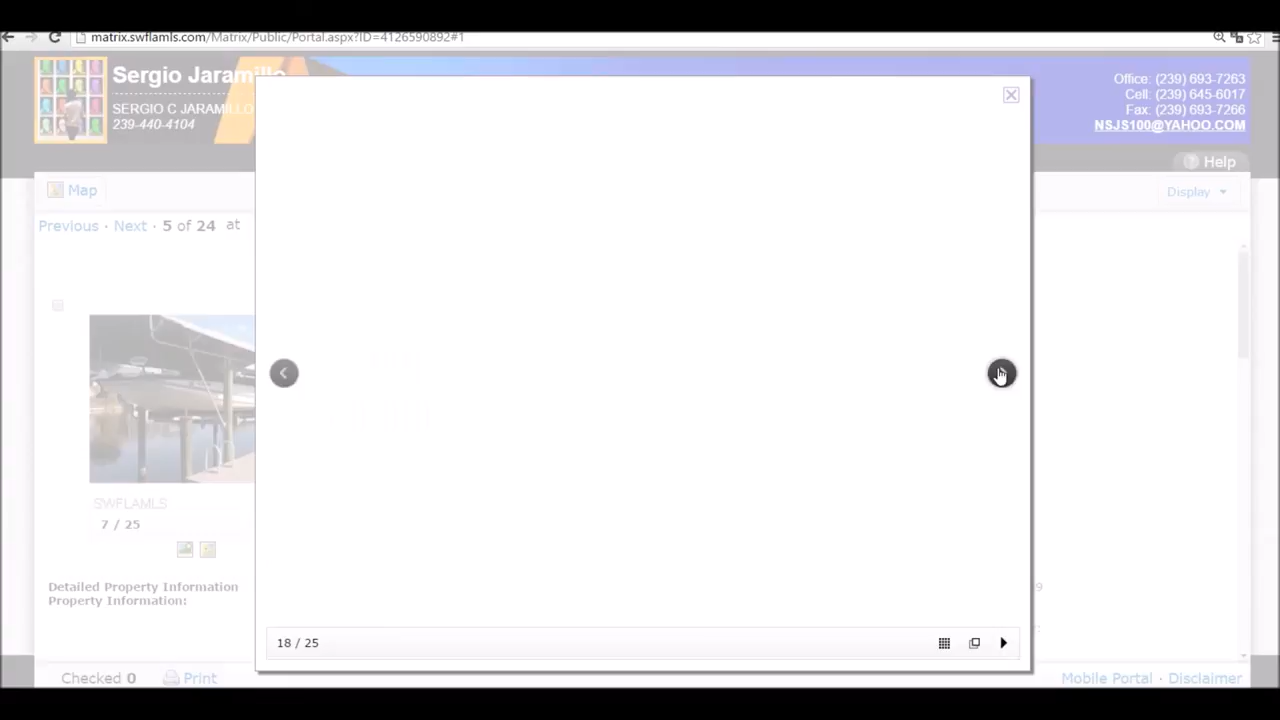 matrix.swflamls.com/Matrix/Public/Portal.aspx?ID=4126590892#1
Sergio Jaramillo
SERGIO C JARAMILLO
239-440-4104
Office: (239) 693-7263
Cell: (239) 645-6017
Fax: (239) 693-7266
NSJS100@YAHOO.COM
Help
Map
Display
Previous · Next · 5 of 24 at
SWFLAMLS
7 / 25
Detailed Property Information
Property Information:
18 / 25
Checked 0
Print
Mobile Portal · Disclaimer